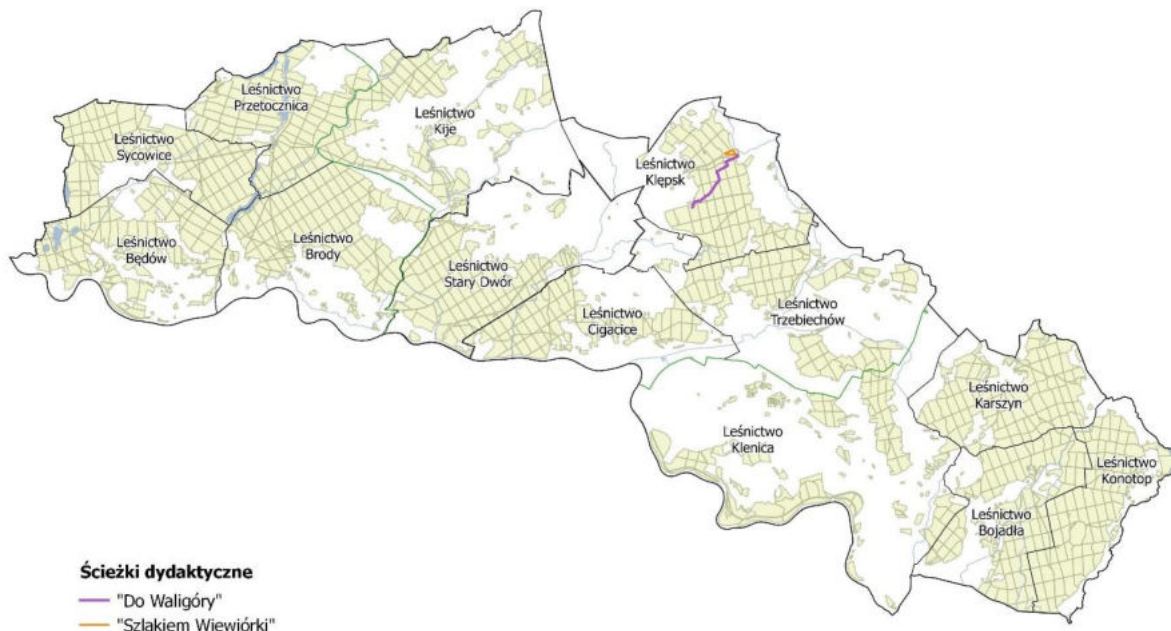 Leśnictwo
Przetocznica
Leśnictwo
Kije
Leśnictwo
Sycowice
Leśnictwo
Klępsk
Leśnictwo
Będów
Leśnictwo
Brody
Leśnictwo
Stary Dwór
Leśnictwo
Cigacice
Leśnictwo
Trzebiechów
Leśnictwo
Karszyn
Leśnictwo
Klenica
Leśnictwo
Konotop
Leśnictwo
Bojadła
Ścieżki dydaktyczne
"Do Waligóry"
"Szlakiem Wiewiórki"